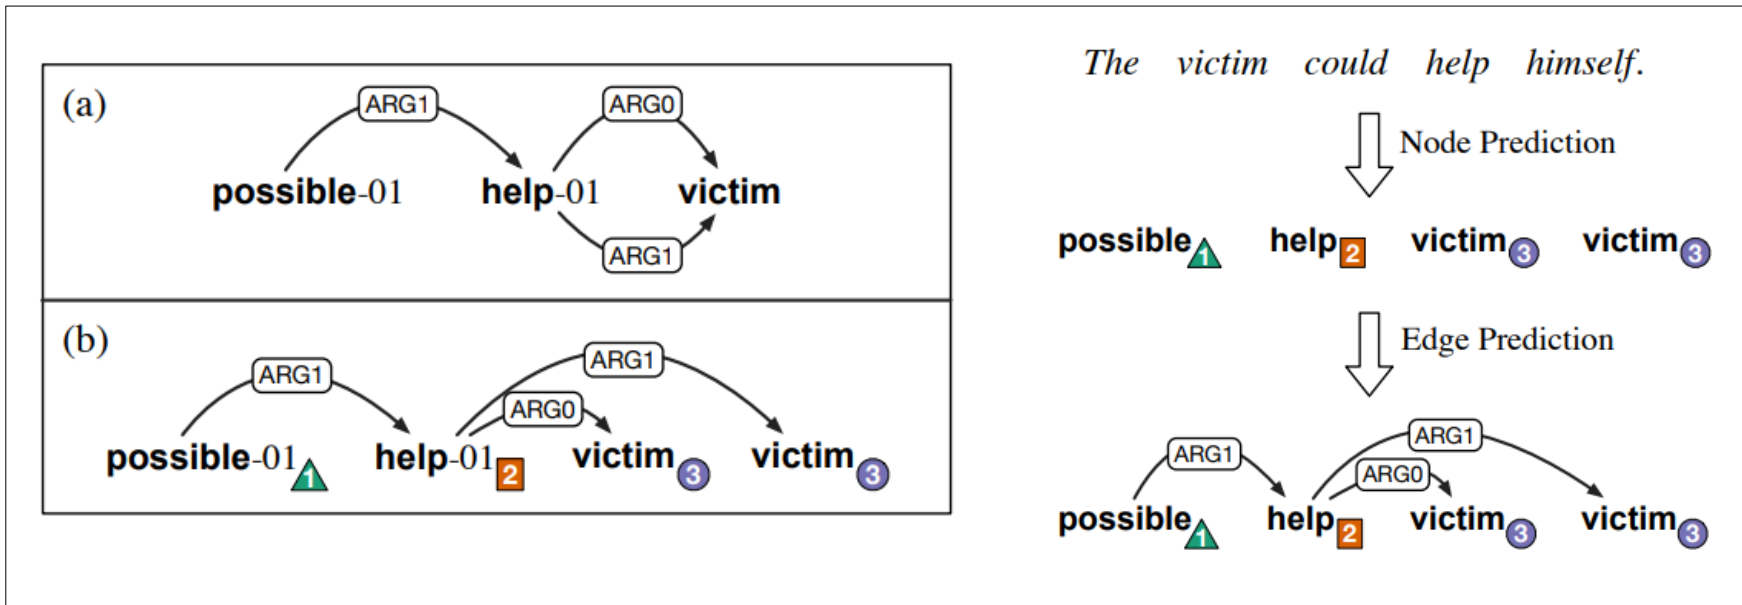 (a)
ARG1
ARG0
possible-01 help-01 victim
ARG1
(b)
ARG1
ARG1
ARG0
possible-01 1 help-01 2 victim 3 victim 3
The victim could help himself.
Node Prediction
possible 1 help 2 victim 3 victim 3
Edge Prediction
ARG1
ARG1
ARG0
possible 1 help 2 victim 3 victim 3